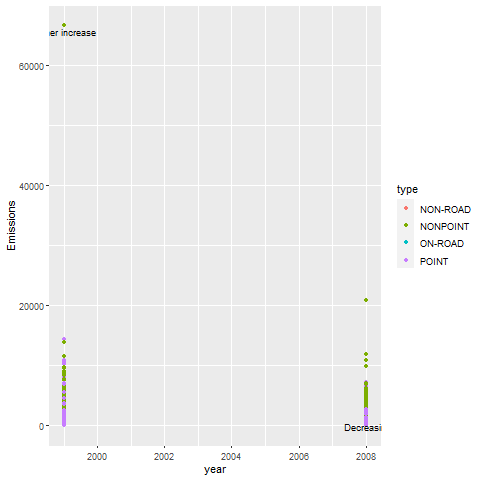 er increase
60000
40000
20000
0
Emissions
2000
2002
2004
2006
2008
year
Decreasi
type
NON-ROAD
NONPOINT
ON-ROAD
POINT